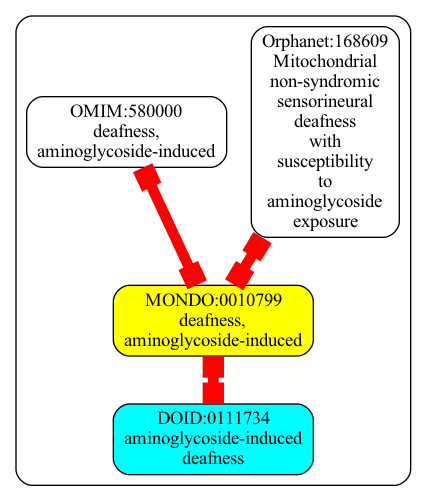 OMIM:580000
deafness,
aminoglycoside-induced
Orphanet:168609
Mitochondrial
non-syndromic
sensorineural
deafness
with
susceptibility
to
aminoglycoside
exposure
MONDO:0010799
deafness,
aminoglycoside-induced
DOID:0111734
aminoglycoside-induced
deafness